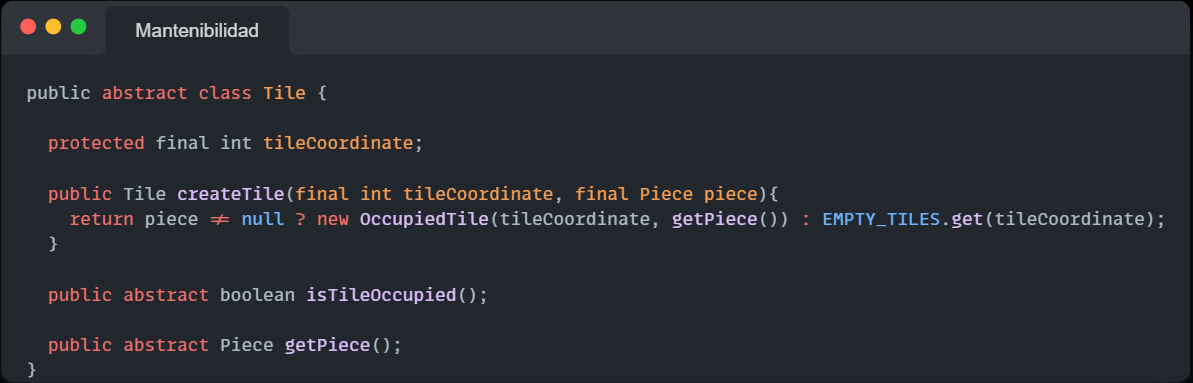 Mantenibilidad
public abstract class Tile {
protected final int tileCoordinate;
public Tile createTile(final int tileCoordinate, final Piece piece){
return piece ≠ null ? new OccupiedTile(tileCoordinate, getPiece()) : EMPTY_TILES.get(tileCoordinate);
}
public abstract boolean isTileOccupied();
public abstract Piece getPiece();
}